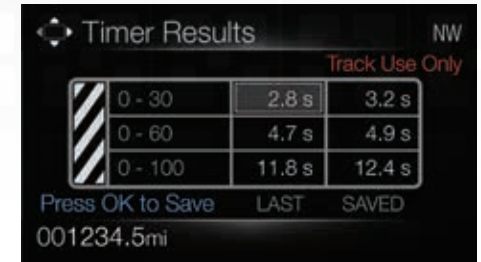 Timer Results NW
Track Use Only
0 - 30 2.8 s 3.2 s
0 - 60 4.7 s 4.9 s
0 - 100 11.8 s 12.4 s
Press OK to Save LAST SAVED
001234.5mi